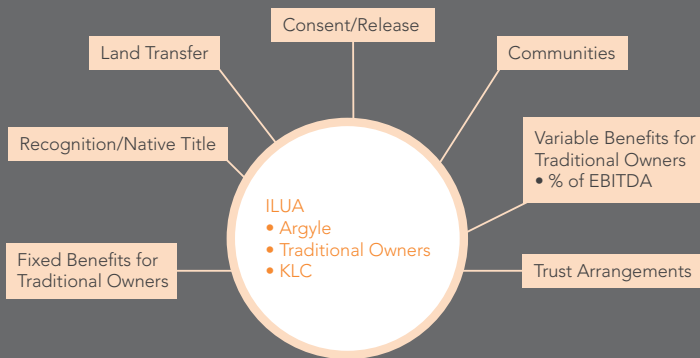 Consent/Release
Land Transfer
Communities
Recognition/Native Title
Variable Benefits for
Traditional Owners
• % of EBITDA
ILUA
• Argyle
• Traditional Owners
• KLC
Fixed Benefits for
Traditional Owners
Trust Arrangements